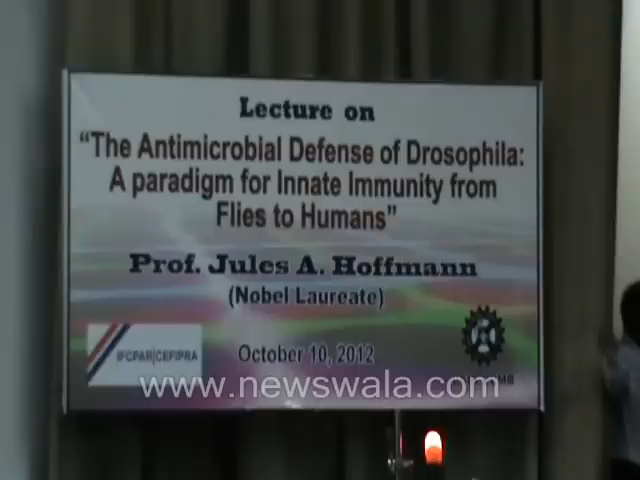 Lecture on
“The Antimicrobial Defense of Drosophila:
A paradigm for Innate Immunity from
Flies to Humans”
Prof. Jules A. Hoffmann
(Nobel Laureate)
IFCPAR|CEFIPRA
October 10, 2012
www.newswala.com